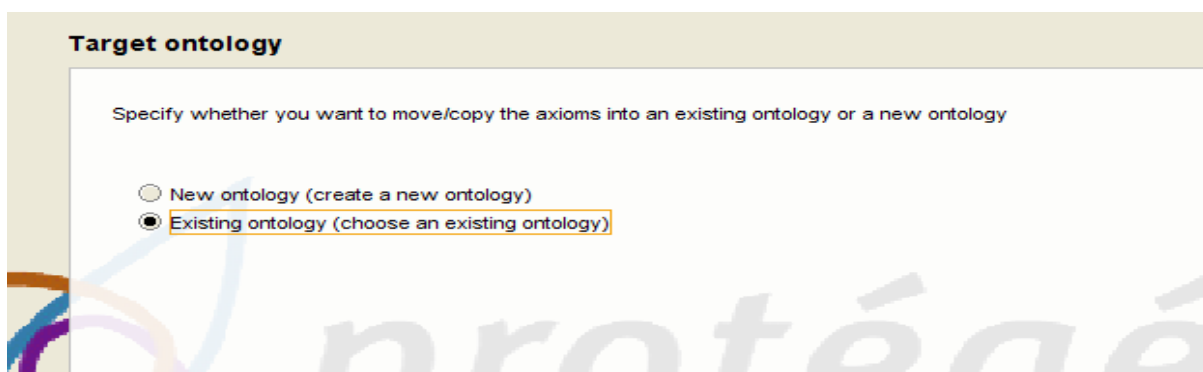 Target ontology
Specify whether you want to move/copy the axioms into an existing ontology or a new ontology
New ontology (create a new ontology)
Existing ontology (choose an existing ontology)
protégé